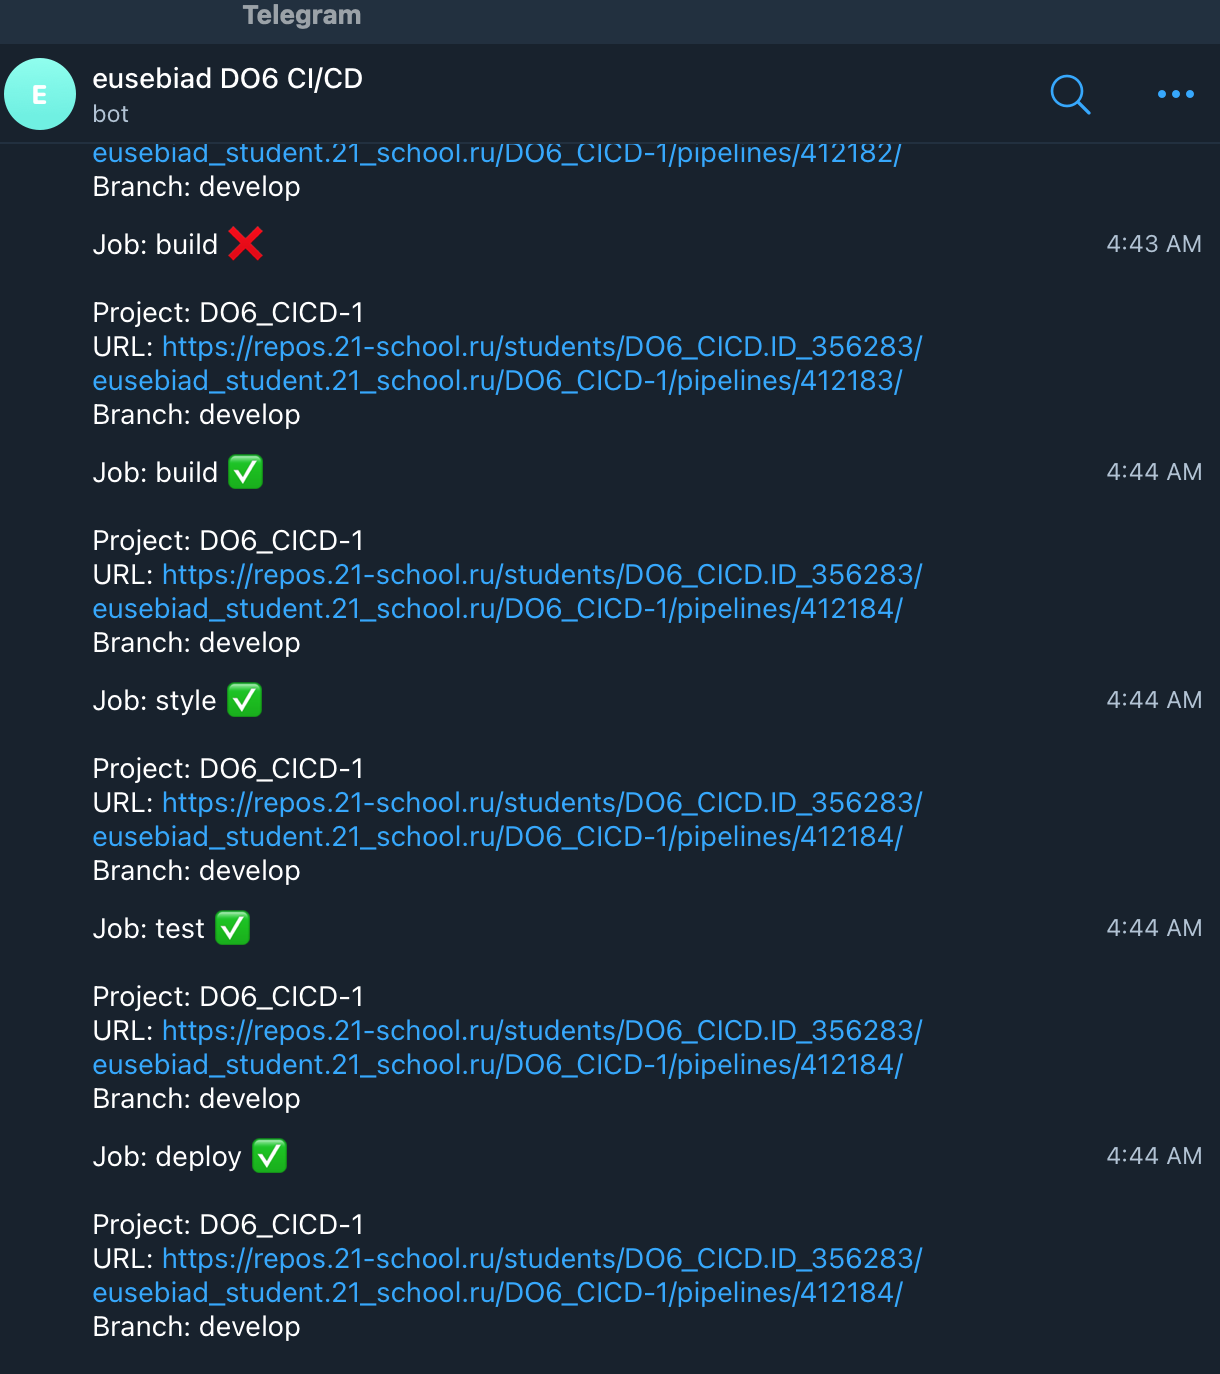 Telegram
E
eusebiad DO6 CI/CD
bot
eusebiad_student.21_school.ru/DO6_CICD-1/pipelines/412182/
Branch: develop
Job: build ❌
4:43 AM
Project: DO6_CICD-1
URL: https://repos.21-school.ru/students/DO6_CICD.ID_356283/
eusebiad_student.21_school.ru/DO6_CICD-1/pipelines/412183/
Branch: develop
Job: build ✅
4:44 AM
Project: DO6_CICD-1
URL: https://repos.21-school.ru/students/DO6_CICD.ID_356283/
eusebiad_student.21_school.ru/DO6_CICD-1/pipelines/412184/
Branch: develop
Job: style ✅
4:44 AM
Project: DO6_CICD-1
URL: https://repos.21-school.ru/students/DO6_CICD.ID_356283/
eusebiad_student.21_school.ru/DO6_CICD-1/pipelines/412184/
Branch: develop
Job: test ✅
4:44 AM
Project: DO6_CICD-1
URL: https://repos.21-school.ru/students/DO6_CICD.ID_356283/
eusebiad_student.21_school.ru/DO6_CICD-1/pipelines/412184/
Branch: develop
Job: deploy ✅
4:44 AM
Project: DO6_CICD-1
URL: https://repos.21-school.ru/students/DO6_CICD.ID_356283/
eusebiad_student.21_school.ru/DO6_CICD-1/pipelines/412184/
Branch: develop